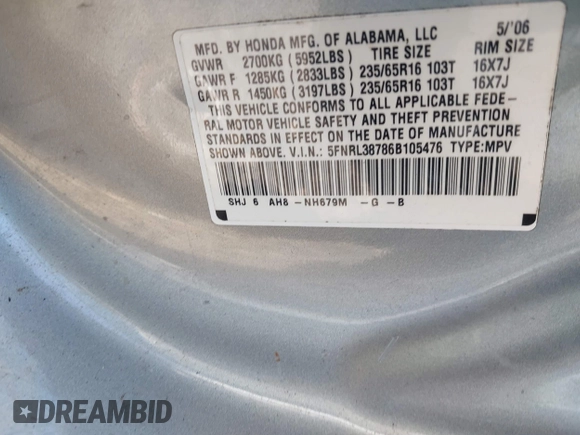 MFD. BY HONDA MFG. OF ALABAMA, LLC 5/'06
GVWR 2700KG (5952LBS) TIRE SIZE RIM SIZE
GAWR F 1285KG (2833LBS) 235/65R16 103T 16X7J
GAWR R 1450KG (3197LBS) 235/65R16 103T 16X7J
THIS VEHICLE CONFORMS TO ALL APPLICABLE FEDE-
RAL MOTOR VEHICLE SAFETY AND THEFT PREVENTION
STANDARDS IN EFFECT ON THE DATE OF MANUFACTURE
SHOWN ABOVE. V.I.N.: 5FNRL38786B105476 TYPE:MPV
SHJ 6 AH8 -NH679M -G -B
DREAMBID